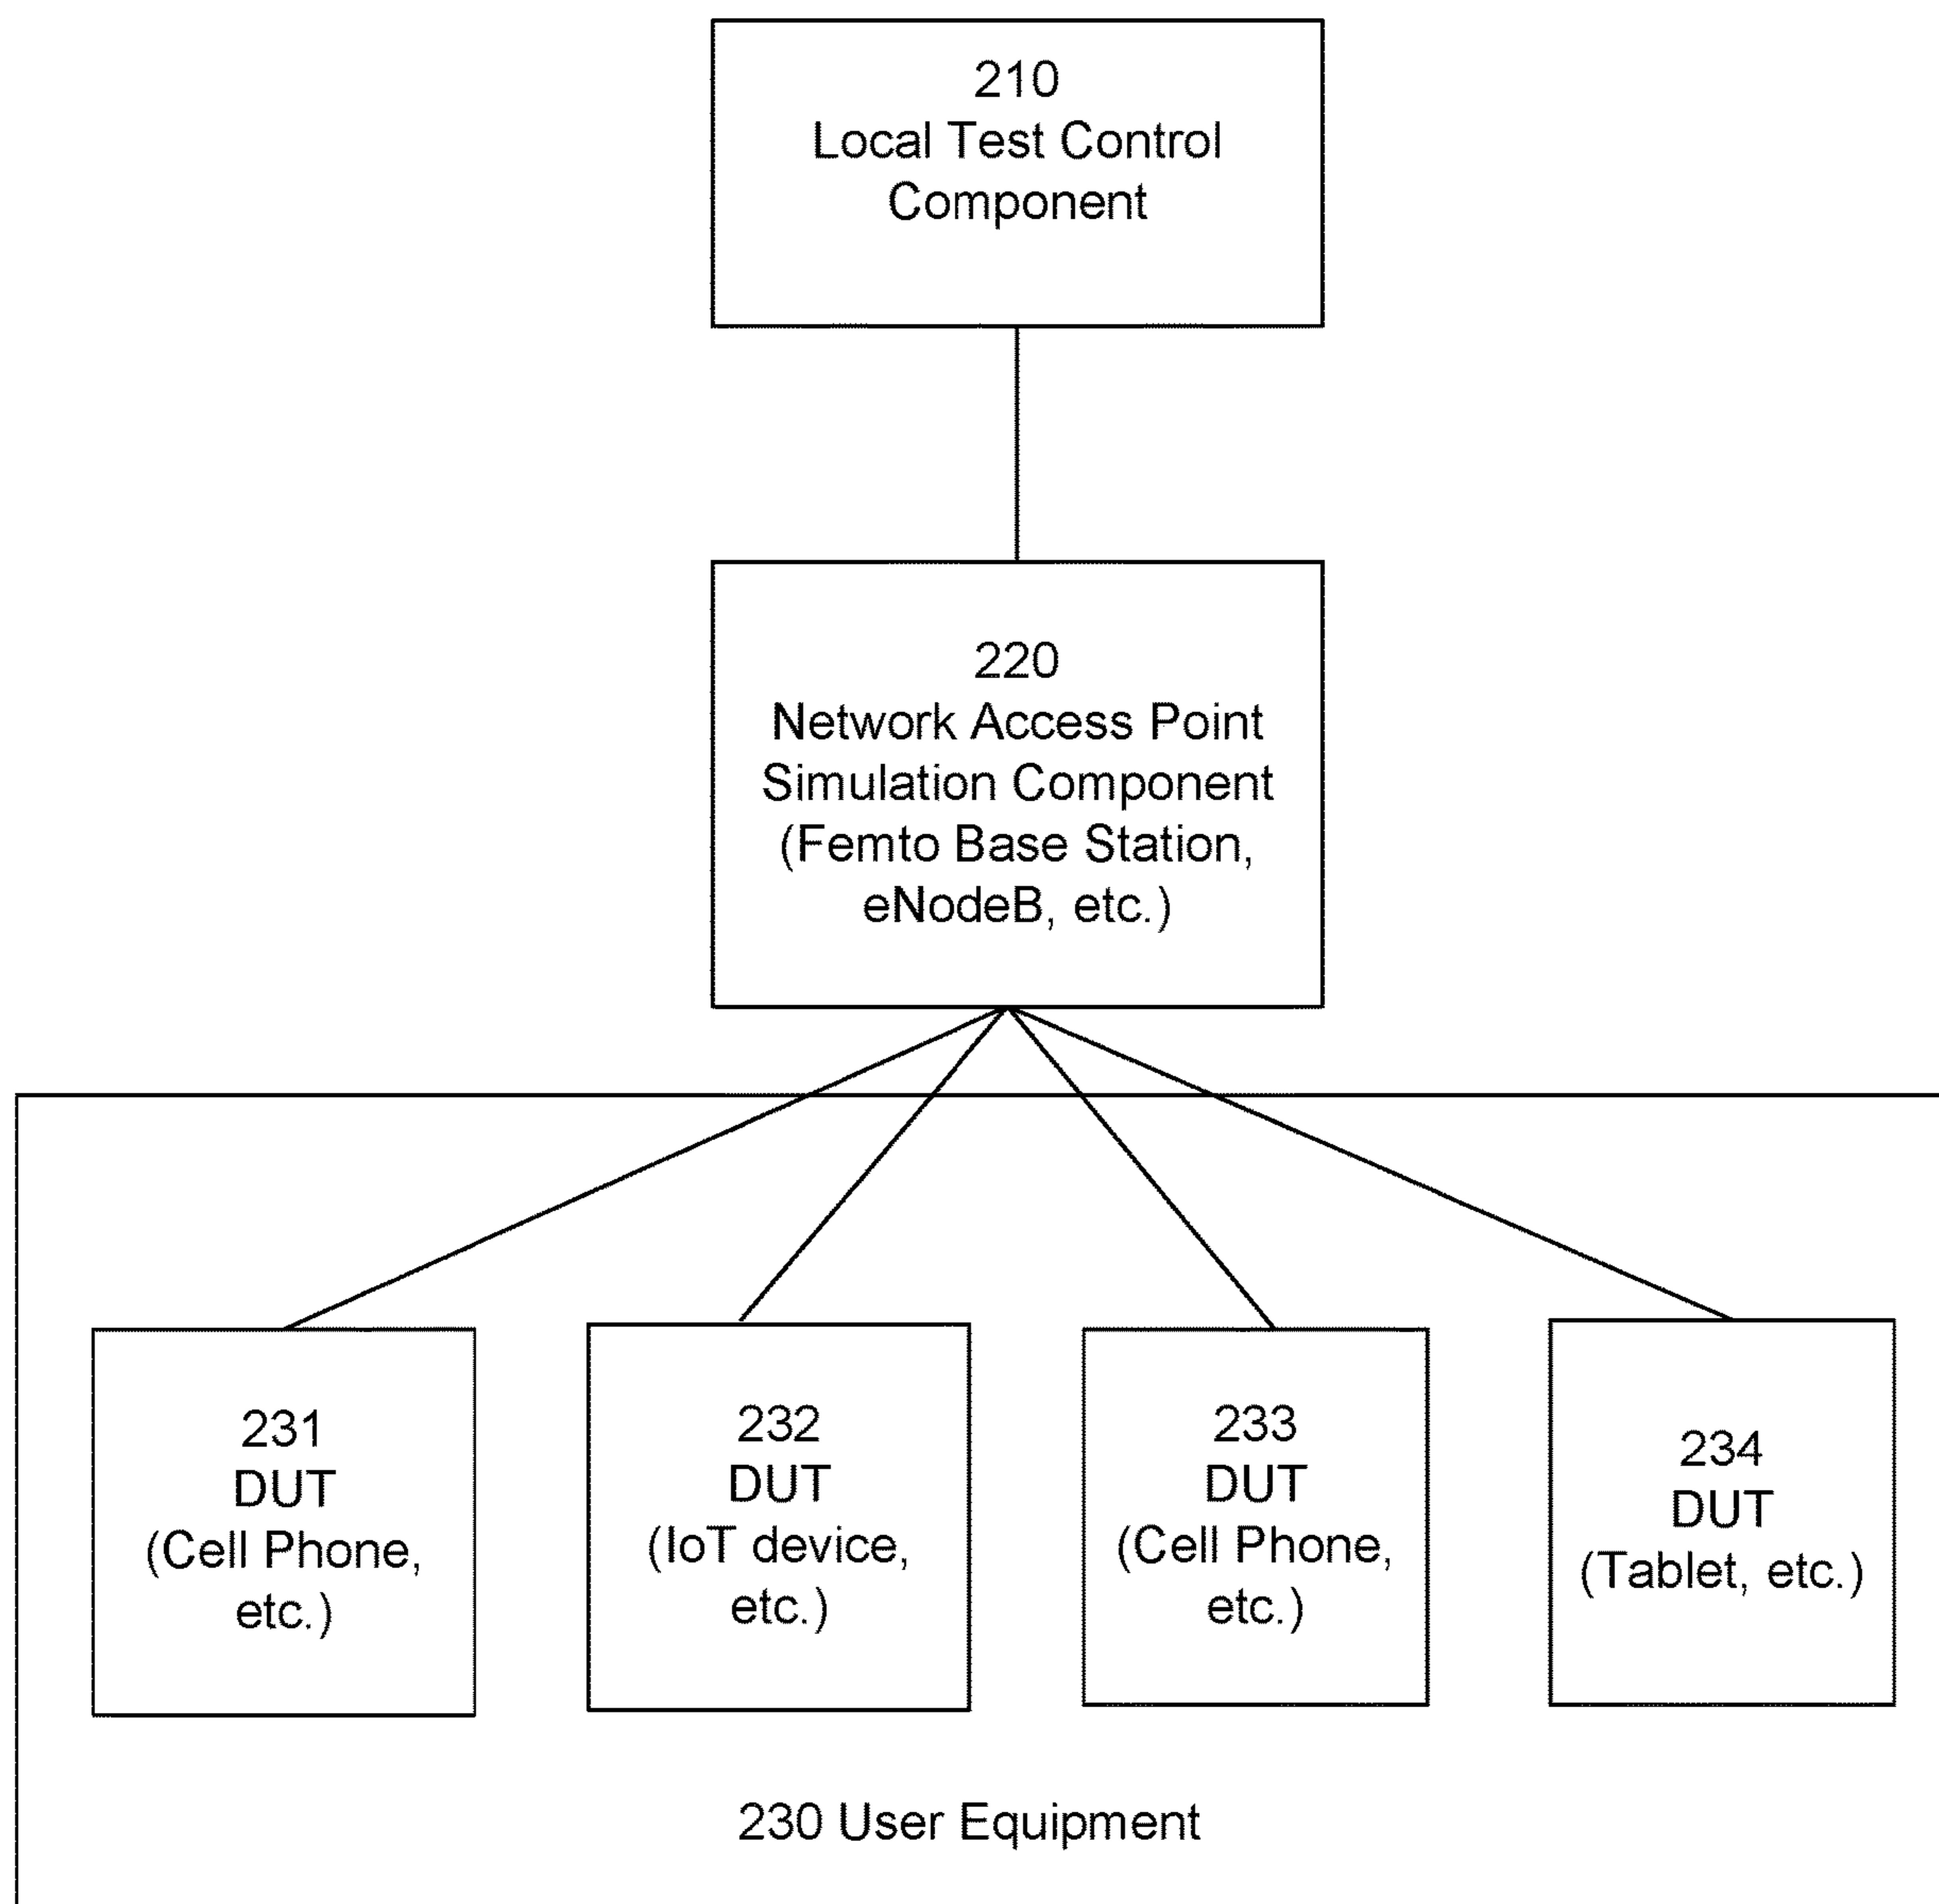 210
Local Test Control
Component
220
Network Access Point
Simulation Component
(Femto Base Station,
eNodeB, etc.)
231
DUT
(Cell Phone,
etc.)
232
DUT
(IoT device,
etc.)
233
DUT
(Cell Phone,
etc.)
234
DUT
(Tablet, etc.)
230 User Equipment